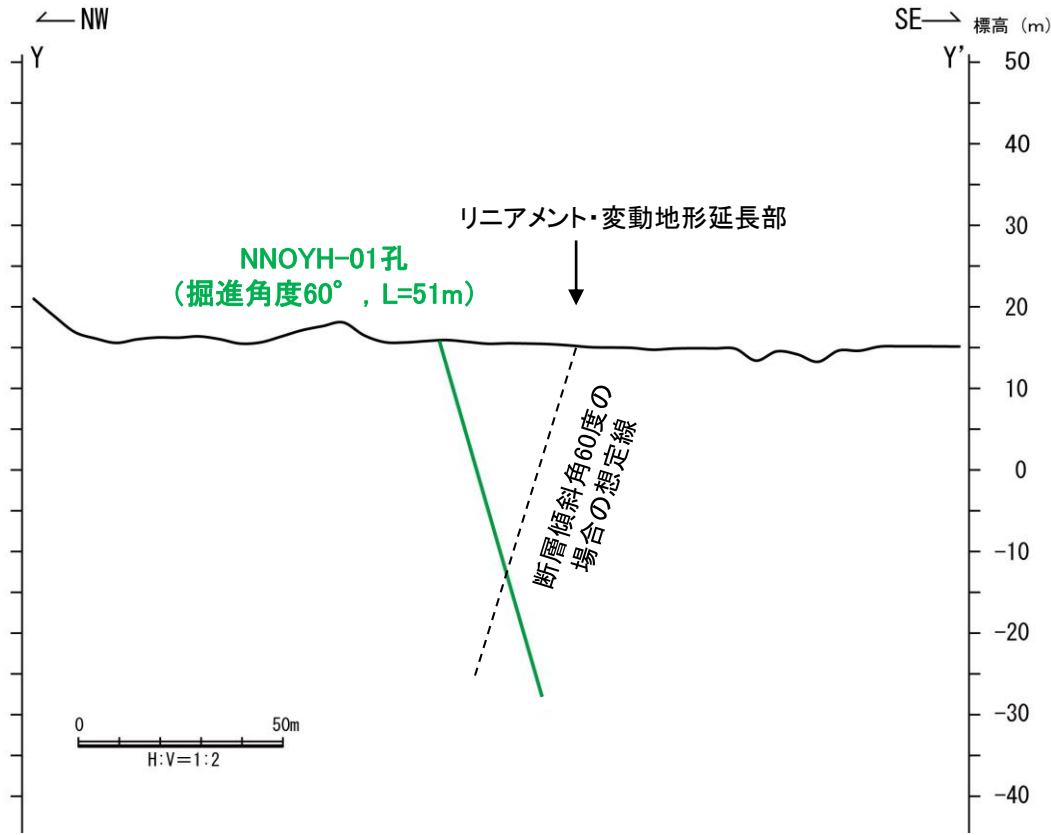 NW
SE
標高（m）
Y
Y'
50
40
30
20
10
0
-10
-20
-30
-40
リニアメント・変動地形延長部
NNOYH-01孔
（掘進角度60°，L=51m）
断層傾斜角60度の
場合の想定線
0 50m
H:V=1:2